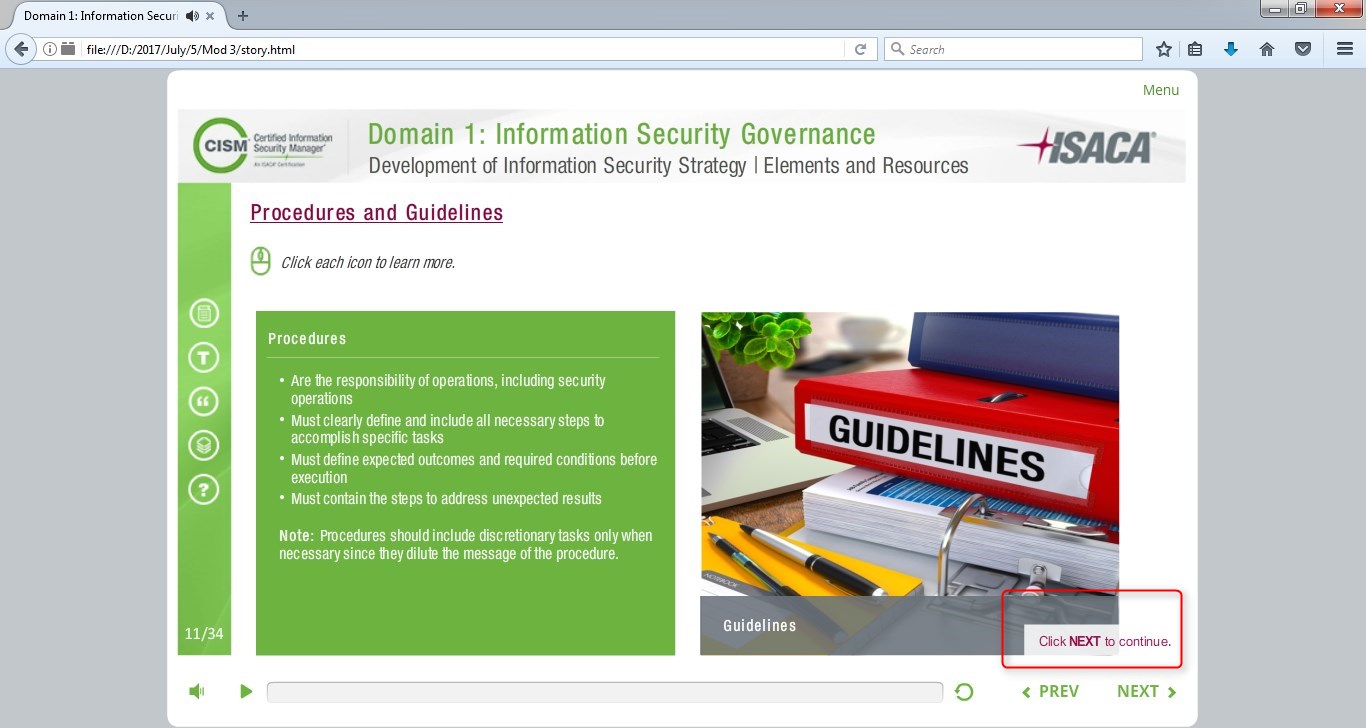 Domain 1: Information Securi
file:///D:/2017/July/5/Mod 3/story.html
Search
Menu
CISM
Certified Information
Security Manager®
An ISACA® Certification
Domain 1: Information Security Governance
Development of Information Security Strategy | Elements and Resources
ISACA®
Procedures and Guidelines
Click each icon to learn more.
Procedures
• Are the responsibility of operations, including security
operations
• Must clearly define and include all necessary steps to
accomplish specific tasks
• Must define expected outcomes and required conditions before
execution
• Must contain the steps to address unexpected results
Note: Procedures should include discretionary tasks only when
necessary since they dilute the message of the procedure.
GUIDELINES
NOTEBOOK
Guidelines
Click NEXT to continue.
T
?
11/34
PREV
NEXT